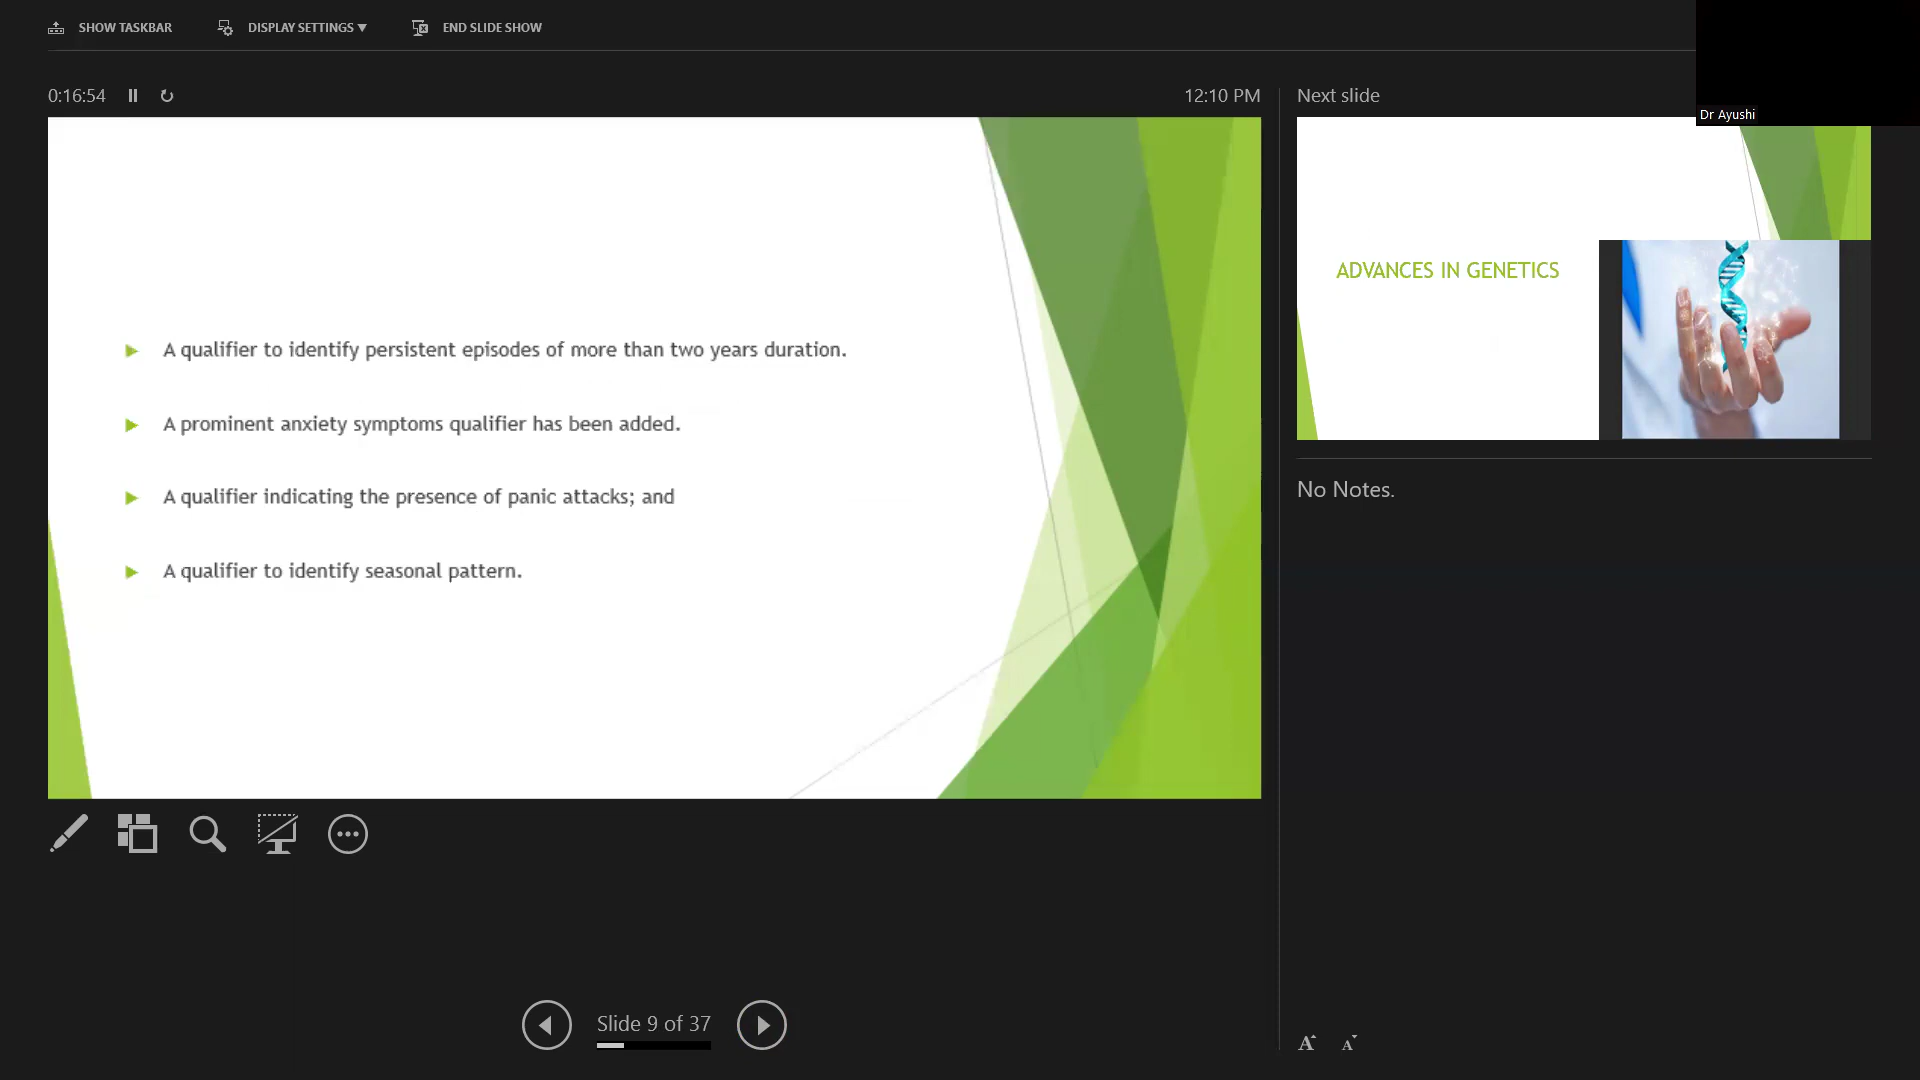 SHOW TASKBAR
DISPLAY SETTINGS
END SLIDE SHOW
0:16:54
12:10 PM
Next slide
Dr Ayushi
A qualifier to identify persistent episodes of more than two years duration.
A prominent anxiety symptoms qualifier has been added.
A qualifier indicating the presence of panic attacks; and
A qualifier to identify seasonal pattern.
ADVANCES IN GENETICS
No Notes.
Slide 9 of 37
A A